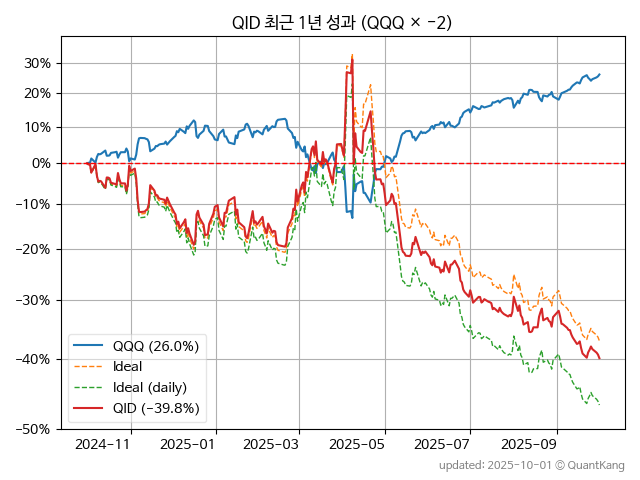 QID 최근 1년 성과 (QQQ × −2)
30%
20%
10%
0%
−10%
−20%
−30%
−40%
−50%
QQQ (26.0%)
Ideal
Ideal (daily)
QID (−39.8%)
2024−11 2025−01 2025−03 2025−05 2025−07 2025−09
updated: 2025-10-01 © QuantKang